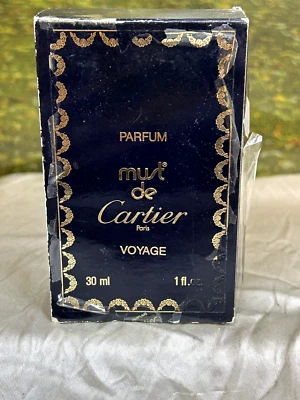 PARFUM
must
de
Cartier
Paris
VOYAGE
30 ml 1 fl.